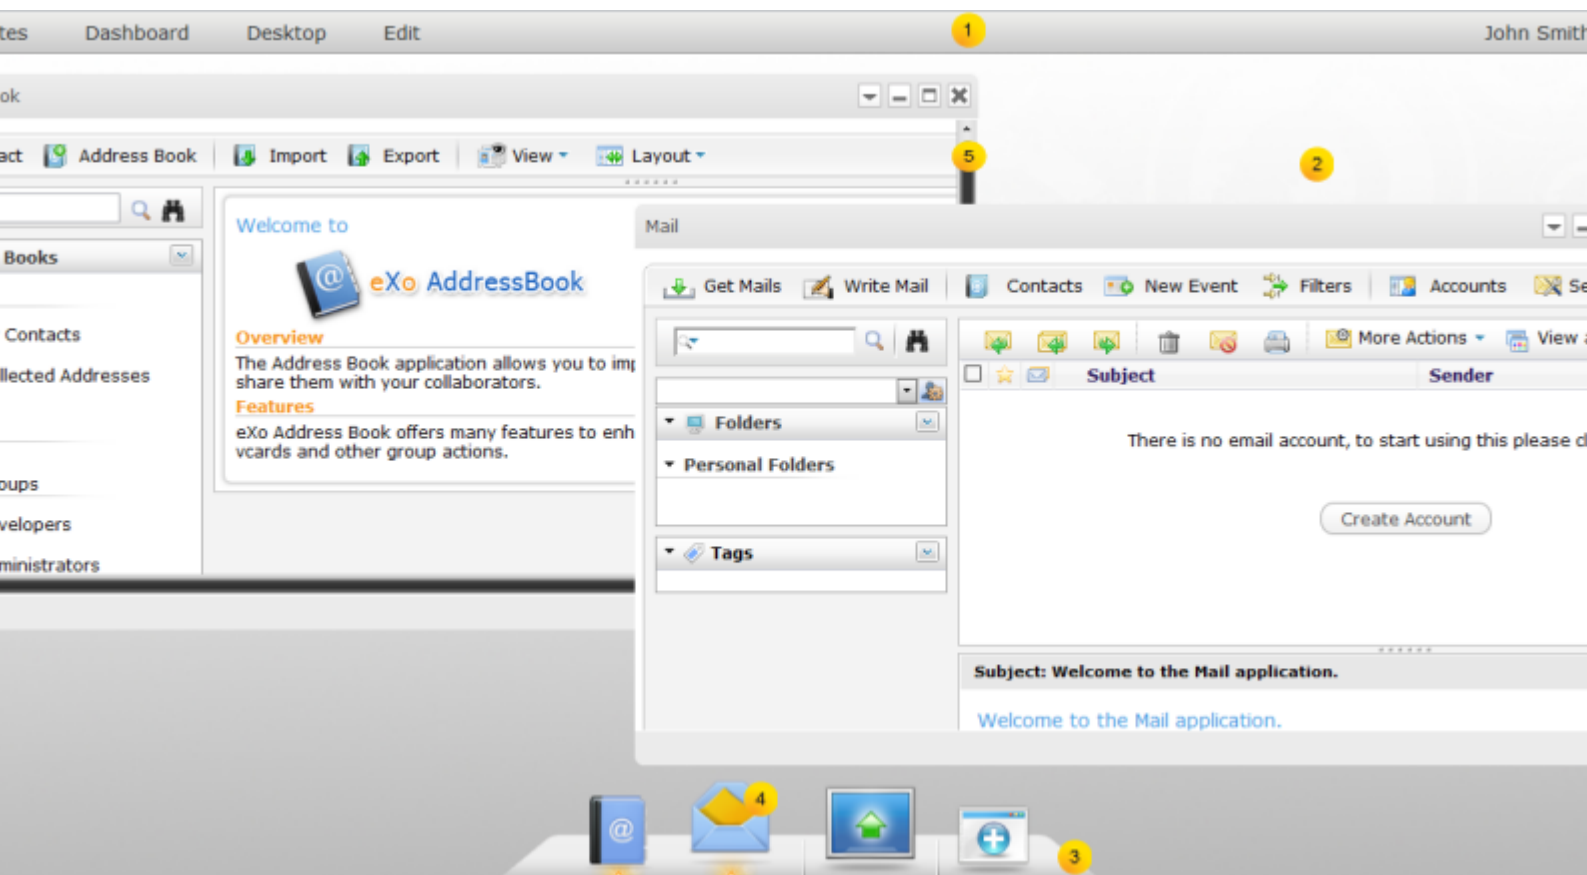 tes Dashboard Desktop Edit 1 John Smith
ok
act Address Book Import Export View Layout 5
2
Welcome to
Books
eXo AddressBook
Contacts
Overview
The Address Book application allows you to imp
share them with your collaborators.
llected Addresses
Features
eXo Address Book offers many features to enh
vcards and other group actions.
oups
velopers
ministrators
Mail
Get Mails Write Mail Contacts New Event Filters Accounts Se
More Actions View a
Subject Sender
Folders
There is no email account, to start using this please cl
Personal Folders
Create Account
Tags
Subject: Welcome to the Mail application.
Welcome to the Mail application.
4
@
3